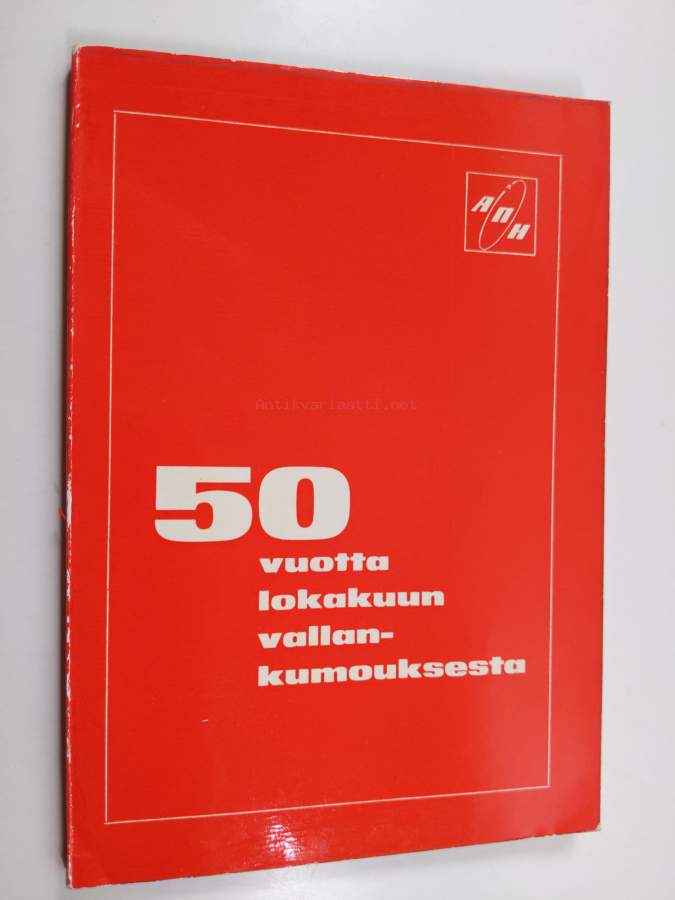 АПН
Antikvariaatti.net
50
vuotta
lokakuun
vallan-
kumouksesta